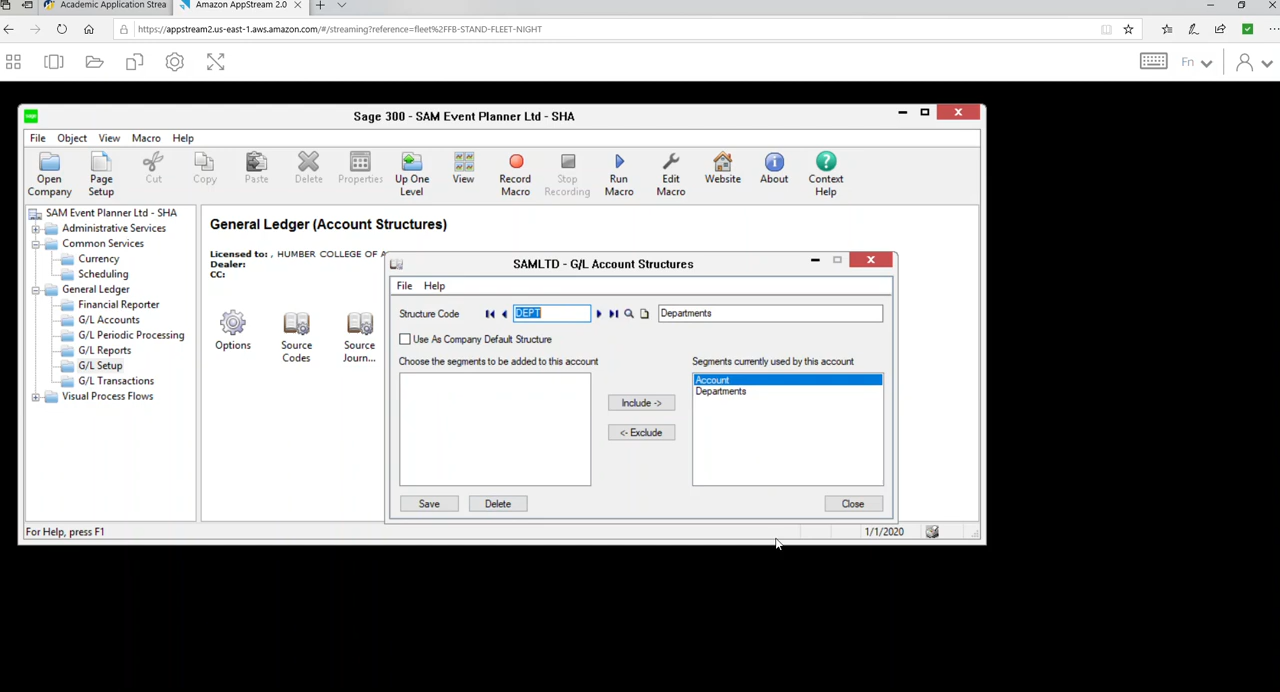 Academic Application Strea
Amazon AppStream 2.0
https://appstream2.us-east-1.aws.amazon.com/#/streaming?reference=fleet%2FFB-STAND-FLEET-NIGHT
Fn
sage
Sage 300 - SAM Event Planner Ltd - SHA
File Object View Macro Help
Open Company
Page Setup
Cut
Copy
Paste
Delete
Properties
Up One Level
View
Record Macro
Stop Recording
Run Macro
Edit Macro
Website
About
Context Help
SAM Event Planner Ltd - SHA
Administrative Services
Common Services
Currency
Scheduling
General Ledger
Financial Reporter
G/L Accounts
G/L Periodic Processing
G/L Reports
G/L Setup
G/L Transactions
Visual Process Flows
General Ledger (Account Structures)
Licensed to: , HUMBER COLLEGE OF A
Dealer:
CC:
Options
Source Codes
Source Journ...
SAMLTD - G/L Account Structures
File Help
Structure Code DEPT Departments
Use As Company Default Structure
Choose the segments to be added to this account
Segments currently used by this account
Account
Departments
Include ->
<- Exclude
Save Delete Close
For Help, press F1
1/1/2020